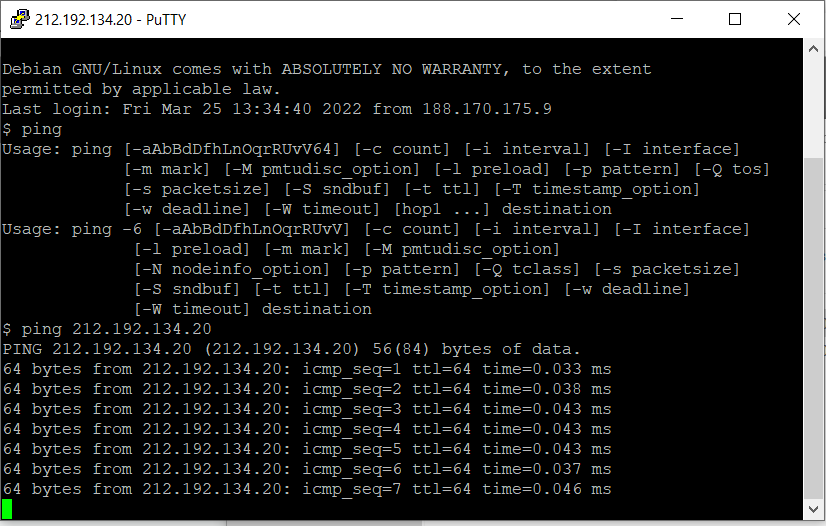 212.192.134.20 - PuTTY
Debian GNU/Linux comes with ABSOLUTELY NO WARRANTY, to the extent
permitted by applicable law.
Last login: Fri Mar 25 13:34:40 2022 from 188.170.175.9
$ ping
Usage: ping [-aAbBdDfhLnOqrRUvV64] [-c count] [-i interval] [-I interface]
            [-m mark] [-M pmtudisc_option] [-l preload] [-p pattern] [-Q tos]
            [-s packetsize] [-S sndbuf] [-t ttl] [-T timestamp_option]
            [-w deadline] [-W timeout] [hop1 ...] destination
Usage: ping -6 [-aAbBdDfhLnOqrRUvV] [-c count] [-i interval] [-I interface]
             [-l preload] [-m mark] [-M pmtudisc_option]
             [-N nodeinfo_option] [-p pattern] [-Q tclass] [-s packetsize]
             [-S sndbuf] [-t ttl] [-T timestamp_option] [-w deadline]
             [-W timeout] destination
$ ping 212.192.134.20
PING 212.192.134.20 (212.192.134.20) 56(84) bytes of data.
64 bytes from 212.192.134.20: icmp_seq=1 ttl=64 time=0.033 ms
64 bytes from 212.192.134.20: icmp_seq=2 ttl=64 time=0.038 ms
64 bytes from 212.192.134.20: icmp_seq=3 ttl=64 time=0.043 ms
64 bytes from 212.192.134.20: icmp_seq=4 ttl=64 time=0.043 ms
64 bytes from 212.192.134.20: icmp_seq=5 ttl=64 time=0.043 ms
64 bytes from 212.192.134.20: icmp_seq=6 ttl=64 time=0.037 ms
64 bytes from 212.192.134.20: icmp_seq=7 ttl=64 time=0.046 ms